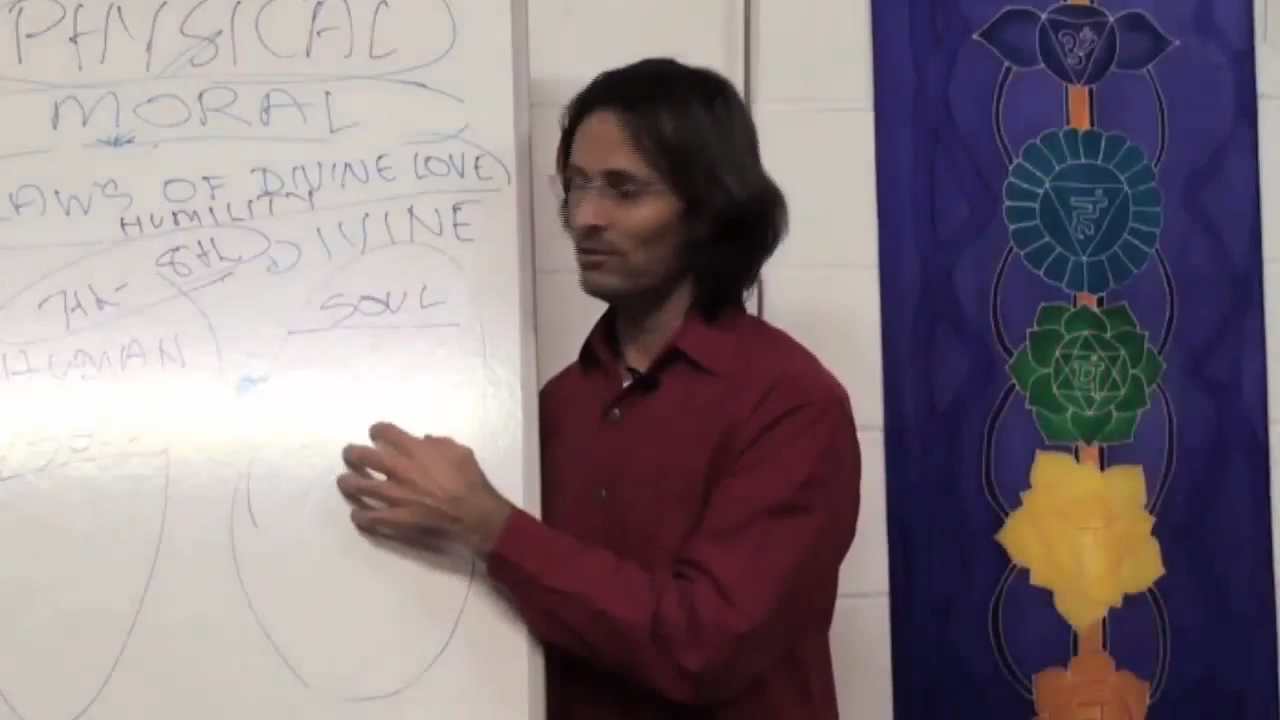 PHYSICAL
MORAL
LAWS OF DIVINE LOVE
HUMILITY
DIVINE
8th
7th
SOUL
HUMAN
ॐ
हं
यं